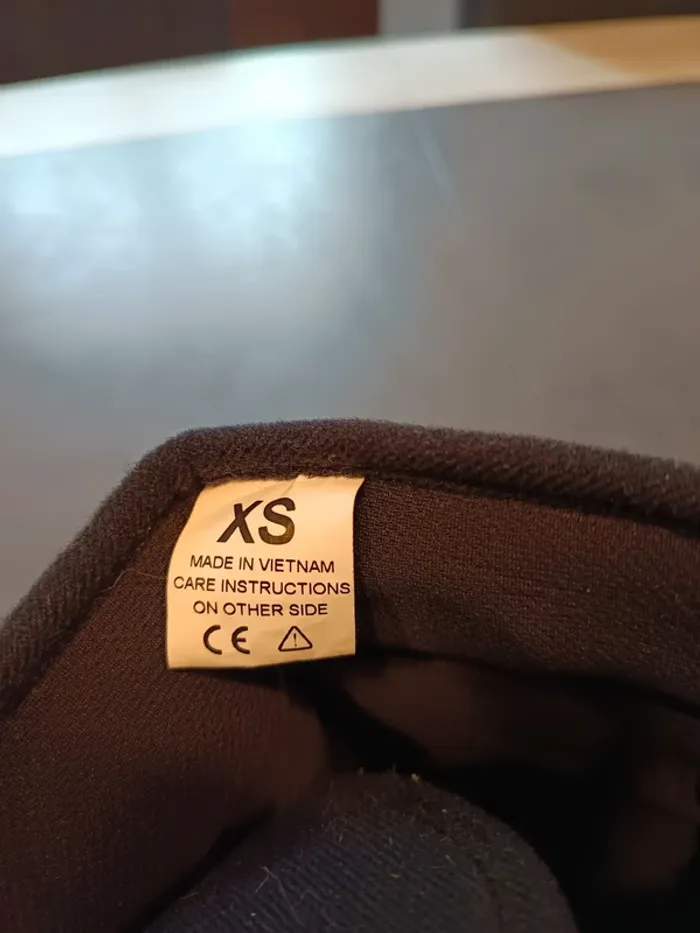 XS
MADE IN VIETNAM
CARE INSTRUCTIONS
ON OTHER SIDE
CE